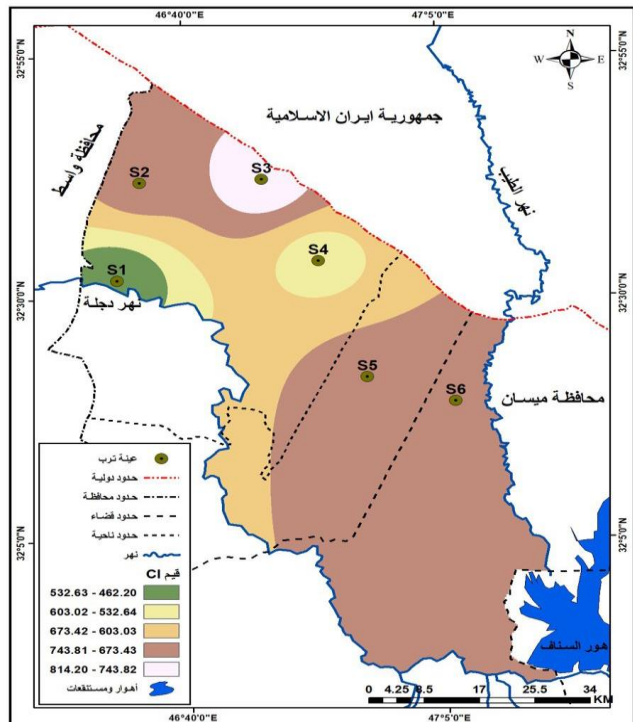 46°40'0"E
47°5'0"E
32°55'0"N
32°55'0"N
N
W E
S
جمهورية ايران الاسلامية
محافظة واسط
نهر الطيب
S2
S3
S4
S1
32°30'0"N
32°30'0"N
نهر دجلة
S5
S6
محافظة ميسان
عينة ترب
حدود دولية
حدود محافظة
حدود قضاء
حدود ناحية
نهر
32°5'0"N
32°5'0"N
قيم CI
532.63 - 462.20
603.02 - 532.64
673.42 - 603.03
743.81 - 673.43
814.20 - 743.82
أهوار ومستنقعات
هور السناف
0 4.25 8.5 17 25.5 34
KM
46°40'0"E
47°5'0"E